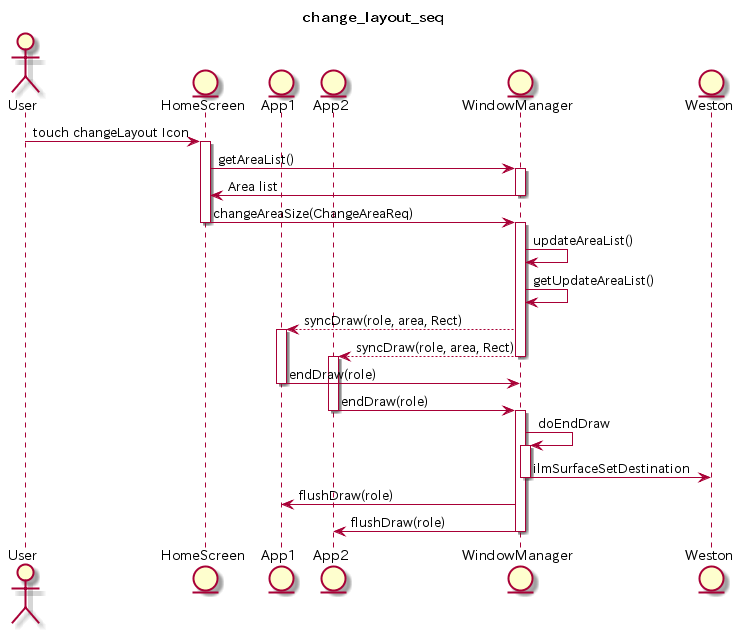 change_layout_seq
User HomeScreen App1 App2 WindowManager Weston
touch changeLayout Icon
getAreaList()
Area list
changeAreaSize(ChangeAreaReq)
updateAreaList()
getUpdateAreaList()
syncDraw(role, area, Rect)
syncDraw(role, area, Rect)
endDraw(role)
endDraw(role)
doEndDraw
ilmSurfaceSetDestination
flushDraw(role)
flushDraw(role)
User HomeScreen App1 App2 WindowManager Weston